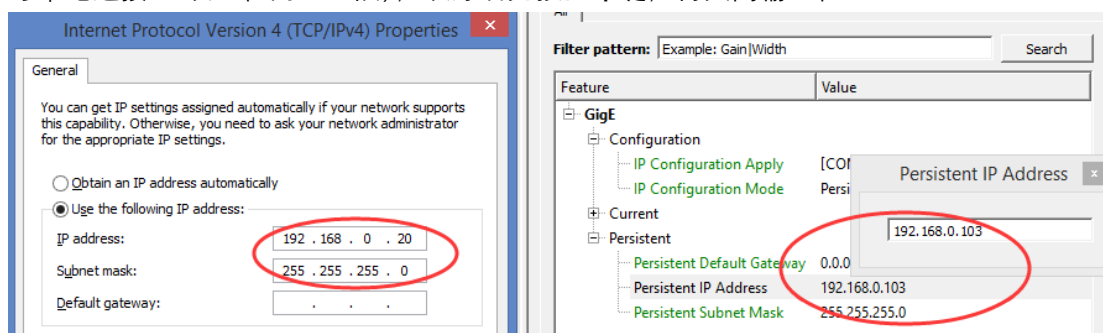 Internet Protocol Version 4 (TCP/IPv4) Properties
General
You can get IP settings assigned automatically if your network supports
this capability. Otherwise, you need to ask your network administrator
for the appropriate IP settings.
Obtain an IP address automatically
Use the following IP address:
IP address:
192 . 168 . 0 . 20
Subnet mask:
255 . 255 . 255 . 0
Default gateway:
. . .
All
Filter pattern: Example: Gain|Width
Search
Feature Value
GigE
Configuration
IP Configuration Apply [CON
IP Configuration Mode Persi
Current
Persistent
Persistent Default Gateway 0.0.0
Persistent IP Address 192.168.0.103
Persistent Subnet Mask 255.255.255.0
Persistent IP Address x
192.168.0.103